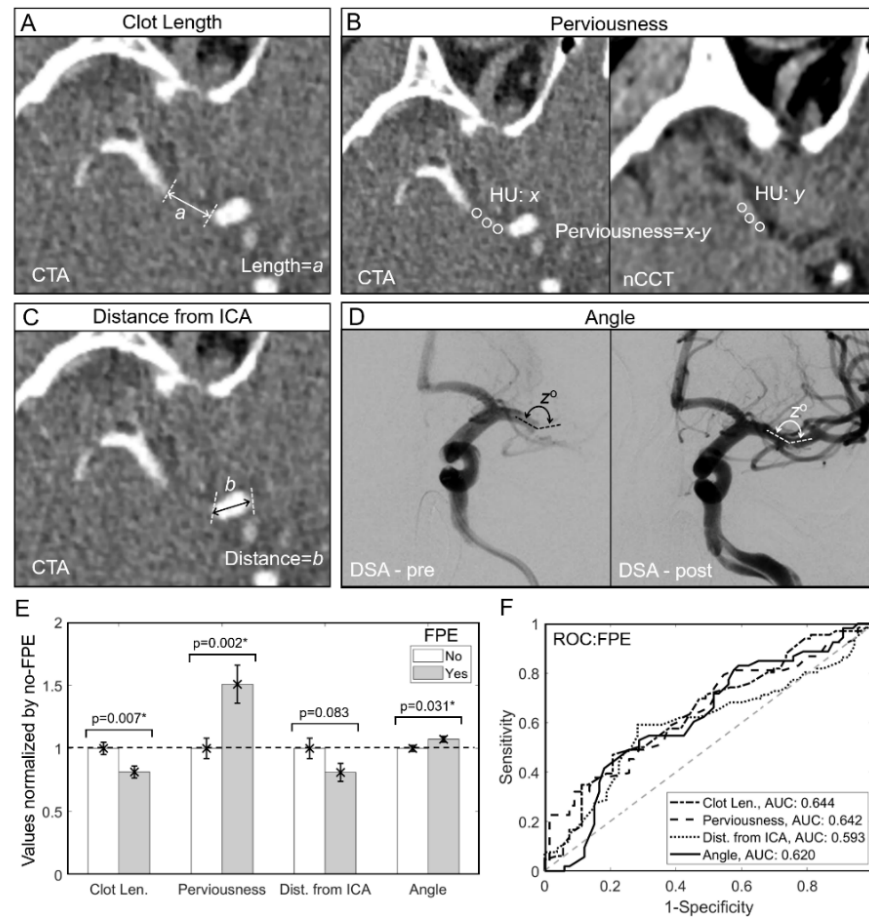 A
Clot Length
a
Length=a
CTA
B
Perviousness
HU: x
HU: y
Perviousness=x-y
CTA
nCCT
C
Distance from ICA
b
Distance=b
CTA
D
Angle
zº
zº
DSA - pre
DSA - post
E
Values normalized by no-FPE
2
1.5
1
0.5
0
p=0.007*
p=0.002*
p=0.083
p=0.031*
FPE
No
Yes
Clot Len.
Perviousness
Dist. from ICA
Angle
F
ROC:FPE
Sensitivity
1
0.8
0.6
0.4
0.2
0
Clot Len., AUC: 0.644
Perviousness, AUC: 0.642
Dist. from ICA, AUC: 0.593
Angle, AUC: 0.620
0
0.2
0.4
0.6
0.8
1-Specificity